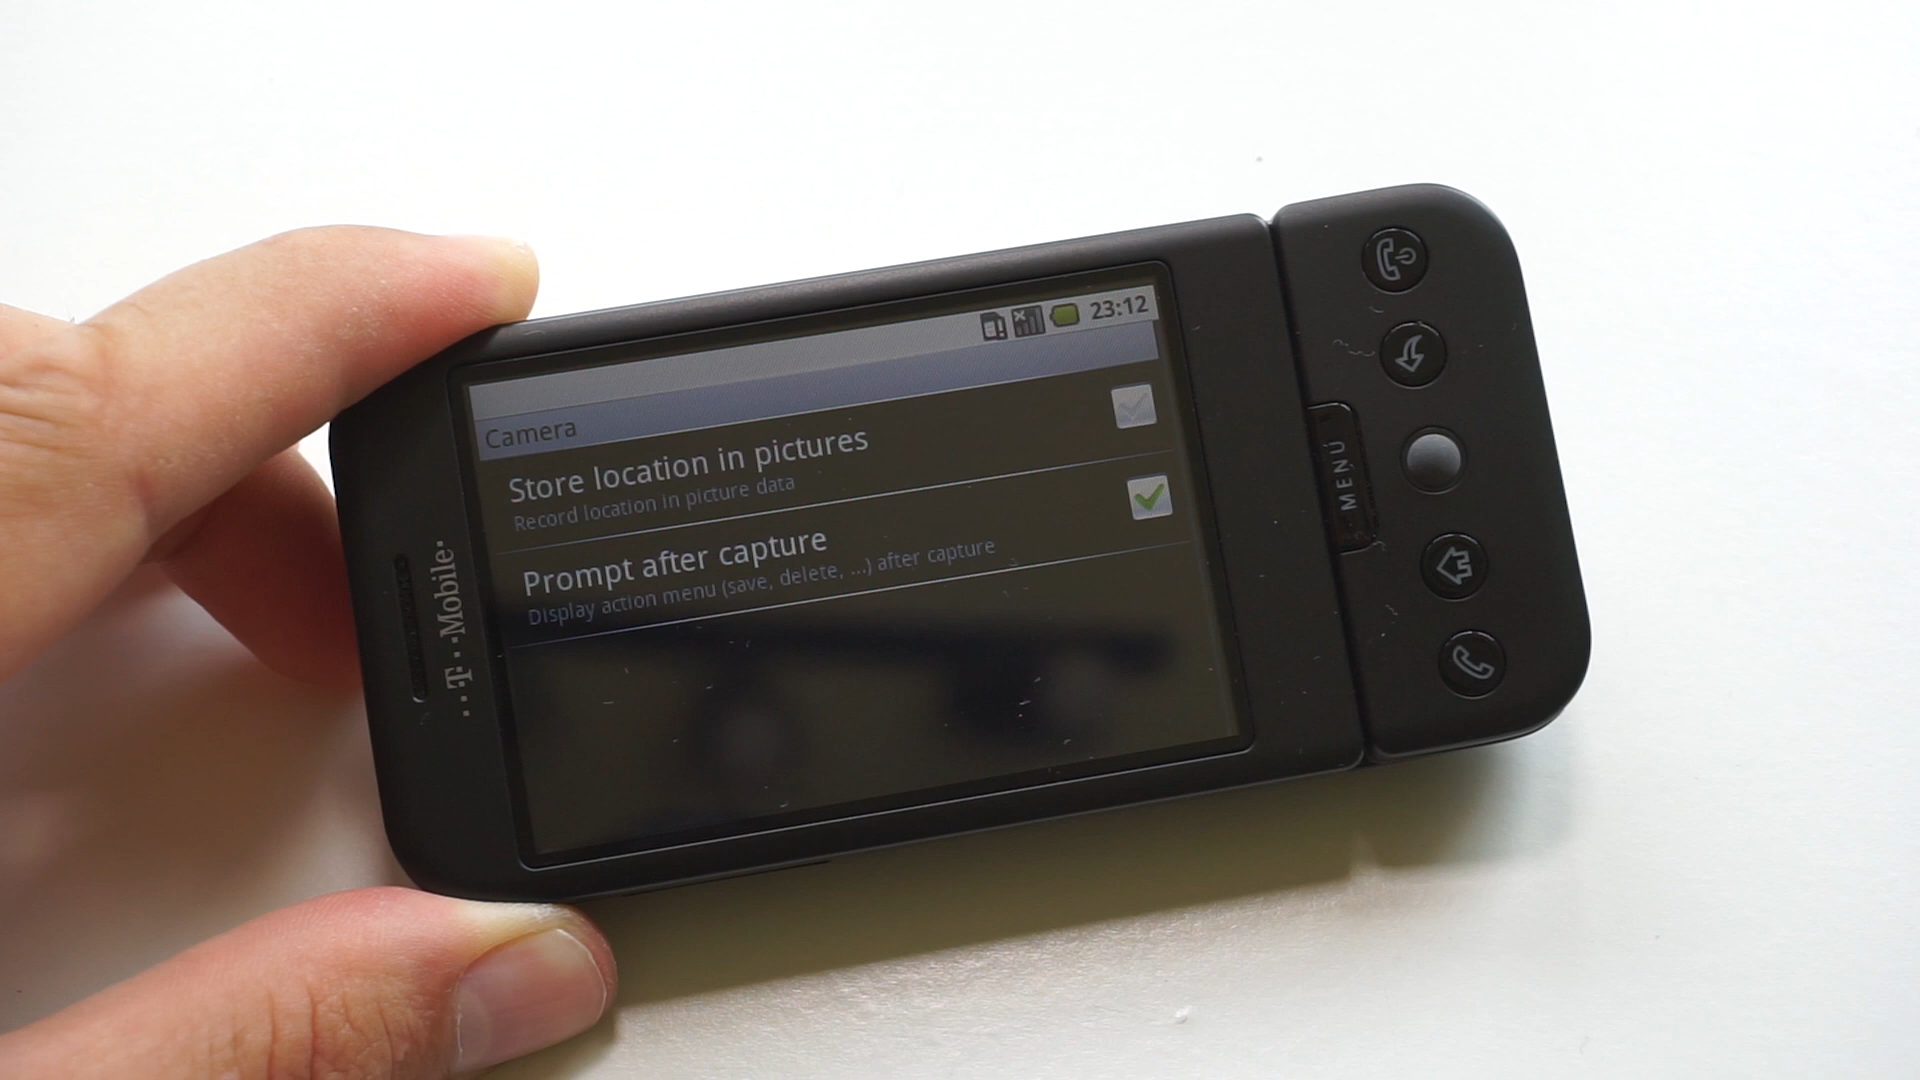 23:12
Camera
Store location in pictures
Record location in picture data
Prompt after capture
Display action menu (save, delete, ...) after capture
··T··Mobile·
MENU